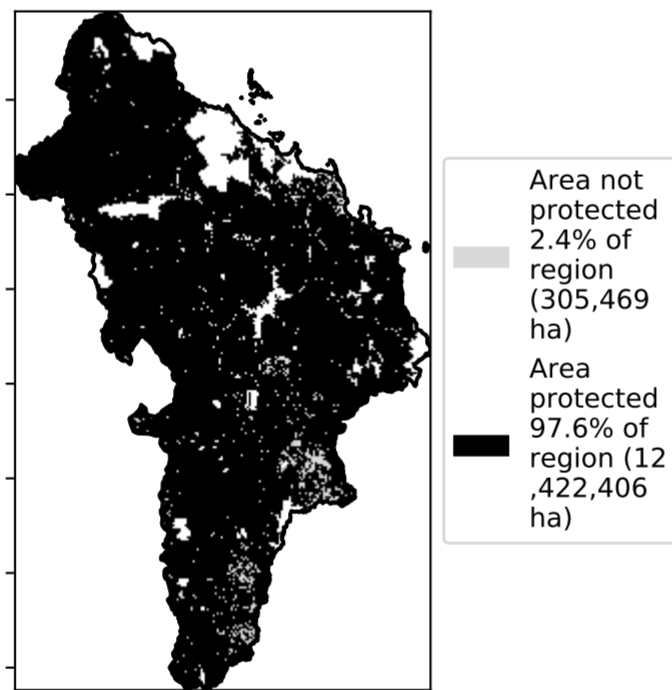 Area not
protected
2.4% of
region
(305,469
ha)
Area
protected
97.6% of
region (12
,422,406
ha)